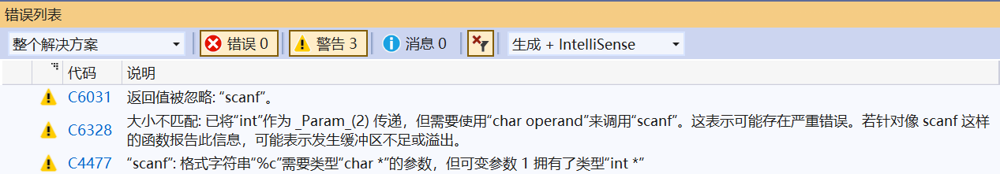 错误列表
整个解决方案 错误 0 警告 3 消息 0 生成 + IntelliSense
代码 说明
C6031 返回值被忽略: “scanf”。
C6328 大小不匹配: 已将“int”作为 _Param_(2) 传递，但需要使用“char operand”来调用“scanf”。这表示可能存在严重错误。若针对像 scanf 这样
的函数报告此信息，可能表示发生缓冲区不足或溢出。
C4477 “scanf”: 格式字符串“%c”需要类型“char *”的参数，但可变参数 1 拥有了类型“int *”